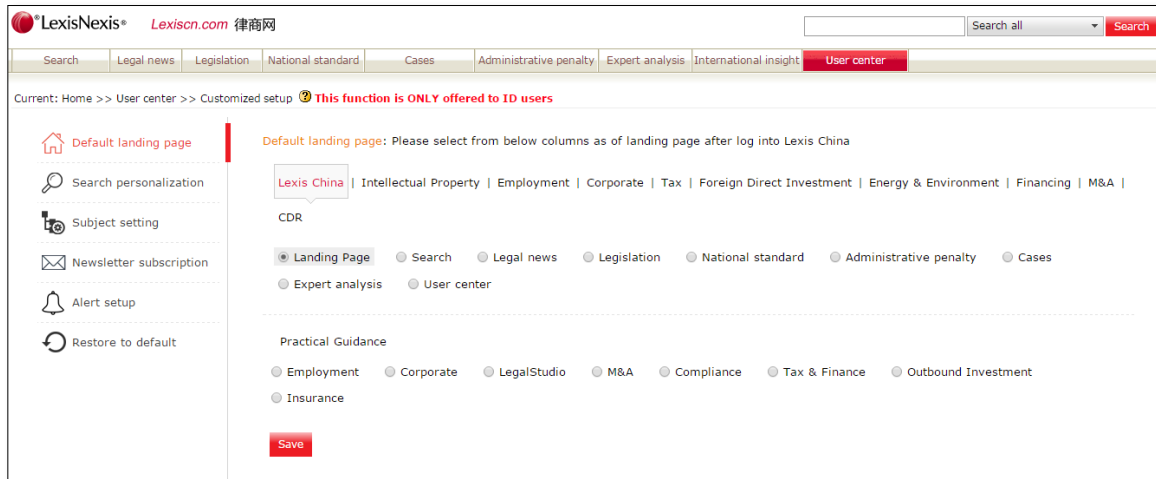 LexisNexis® Lexiscn.com 律商网
Search all Search
Search Legal news Legislation National standard Cases Administrative penalty Expert analysis International insight User center
Current: Home >> User center >> Customized setup ? This function is ONLY offered to ID users
Default landing page
Search personalization
Subject setting
Newsletter subscription
Alert setup
Restore to default
Default landing page: Please select from below columns as of landing page after log into Lexis China
Lexis China | Intellectual Property | Employment | Corporate | Tax | Foreign Direct Investment | Energy & Environment | Financing | M&A |
CDR
Landing Page Search Legal news Legislation National standard Administrative penalty Cases
Expert analysis User center
Practical Guidance
Employment Corporate LegalStudio M&A Compliance Tax & Finance Outbound Investment
Insurance
Save